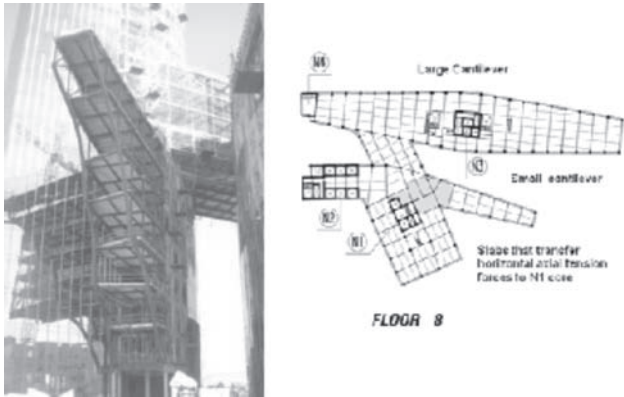 N4
Large Cantilever
N3
Small cantilever
N2
N1
Slabs that transfer
horizontal axial tension
forces to N1 core
FLOOR 8